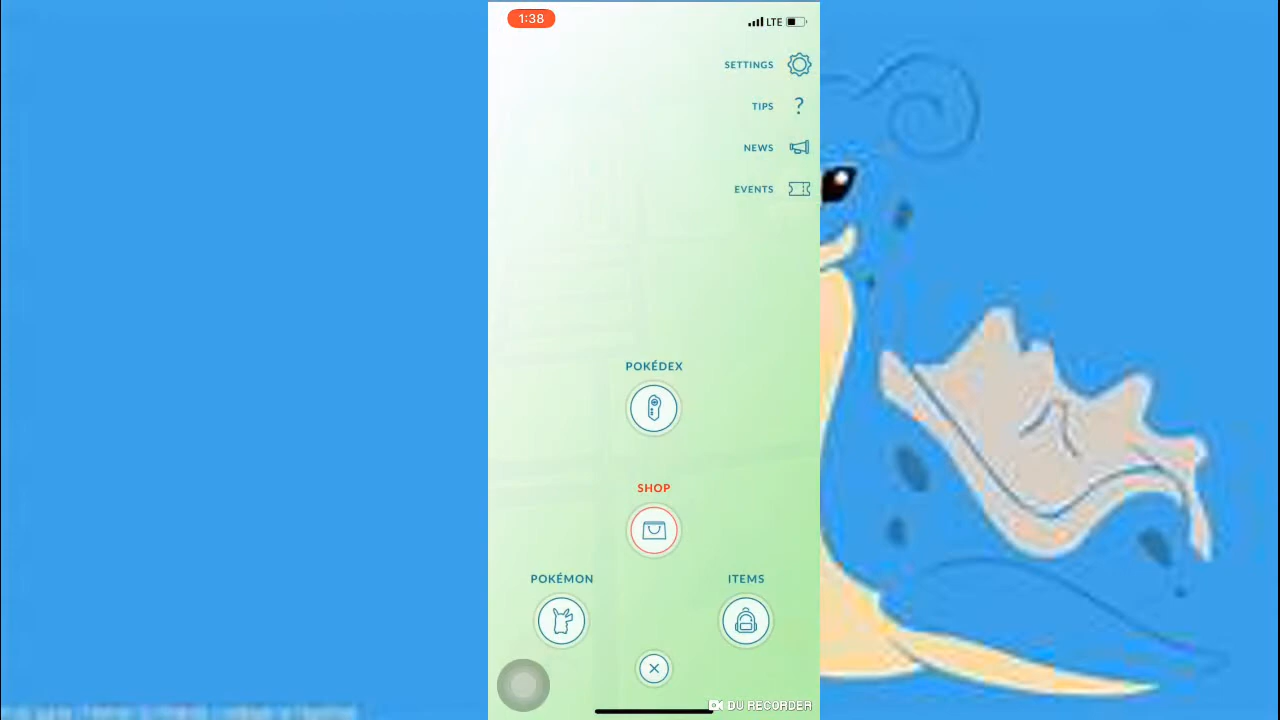 1:38
LTE
SETTINGS
TIPS
?
NEWS
EVENTS
POKÉDEX
SHOP
POKÉMON
ITEMS
DU RECORDER